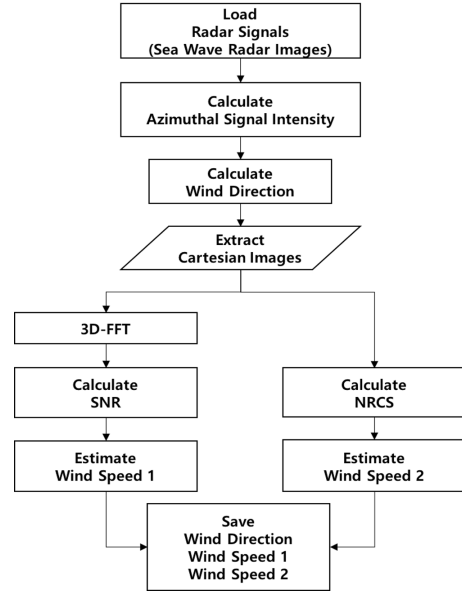 Load
Radar Signals
(Sea Wave Radar Images)
Calculate
Azimuthal Signal Intensity
Calculate
Wind Direction
Extract
Cartesian Images
3D-FFT
Calculate
SNR
Estimate
Wind Speed 1
Calculate
NRCS
Estimate
Wind Speed 2
Save
Wind Direction
Wind Speed 1
Wind Speed 2